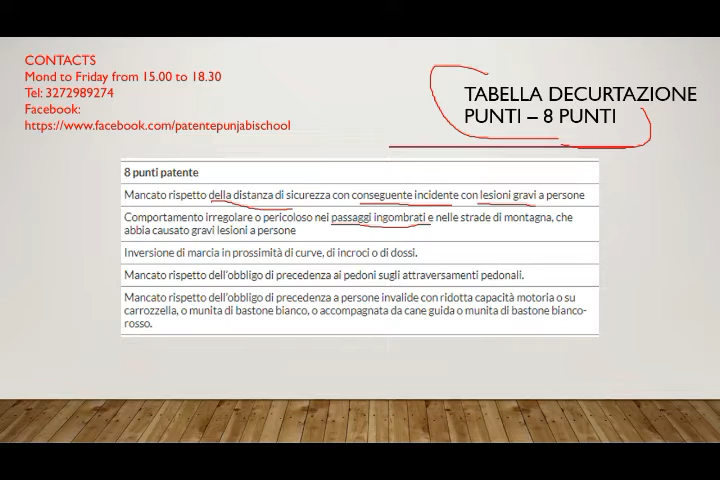 CONTACTS
Mond to Friday from 15.00 to 18.30
Tel: 3272989274
Facebook:
https://www.facebook.com/patentepunjabischool
TABELLA DECURTAZIONE
PUNTI – 8 PUNTI
8 punti patente
Mancato rispetto della distanza di sicurezza con conseguente incidente con lesioni gravi a persone
Comportamento irregolare o pericoloso nei passaggi ingombrati e nelle strade di montagna, che
abbia causato gravi lesioni a persone
Inversione di marcia in prossimità di curve, di incroci o di dossi.
Mancato rispetto dell'obbligo di precedenza ai pedoni sugli attraversamenti pedonali.
Mancato rispetto dell'obbligo di precedenza a persone invalide con ridotta capacità motoria o su
carrozzella, o munita di bastone bianco, o accompagnata da cane guida o munita di bastone bianco-
rosso.